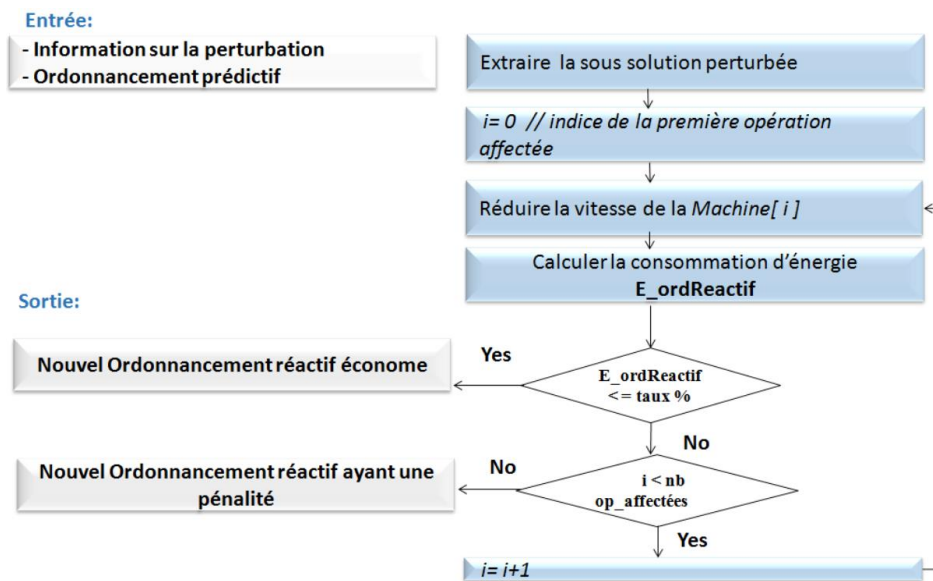 Entrée:
- Information sur la perturbation
- Ordonnancement prédictif
Extraire la sous solution perturbée
i= 0 // indice de la première opération
affectée
Réduire la vitesse de la Machine[ i ]
Calculer la consommation d'énergie
E_ordReactif
Sortie:
Nouvel Ordonnancement réactif économe
Yes
E_ordReactif
<= taux %
No
Nouvel Ordonnancement réactif ayant une
pénalité
No
i < nb
op_affectées
Yes
i= i+1